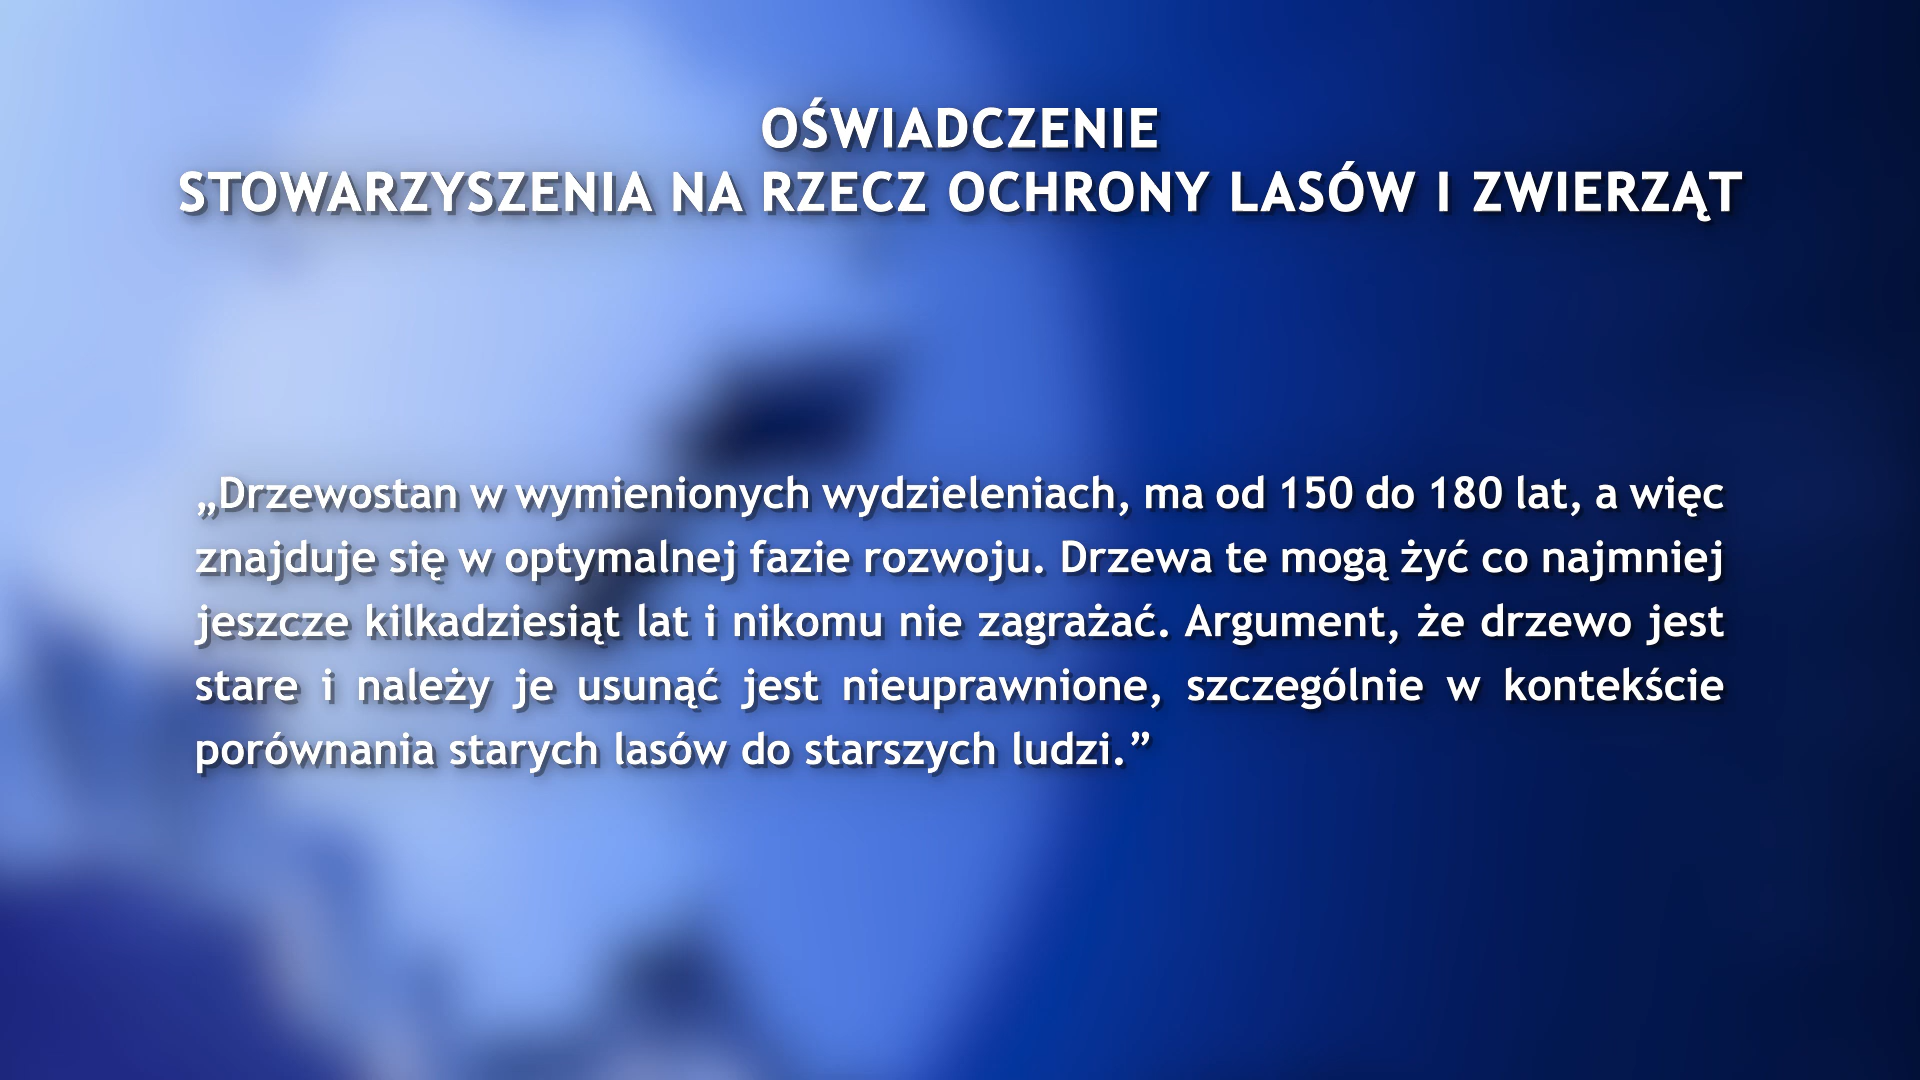 OŚWIADCZENIE
STOWARZYSZENIA NA RZECZ OCHRONY LASÓW I ZWIERZĄT
„Drzewostan w wymienionych wydzieleniach, ma od 150 do 180 lat, a więc
znajduje się w optymalnej fazie rozwoju. Drzewa te mogą żyć co najmniej
jeszcze kilkadziesiąt lat i nikomu nie zagrażać. Argument, że drzewo jest
stare i należy je usunąć jest nieuprawnione, szczególnie w kontekście
porównania starych lasów do starszych ludzi.”